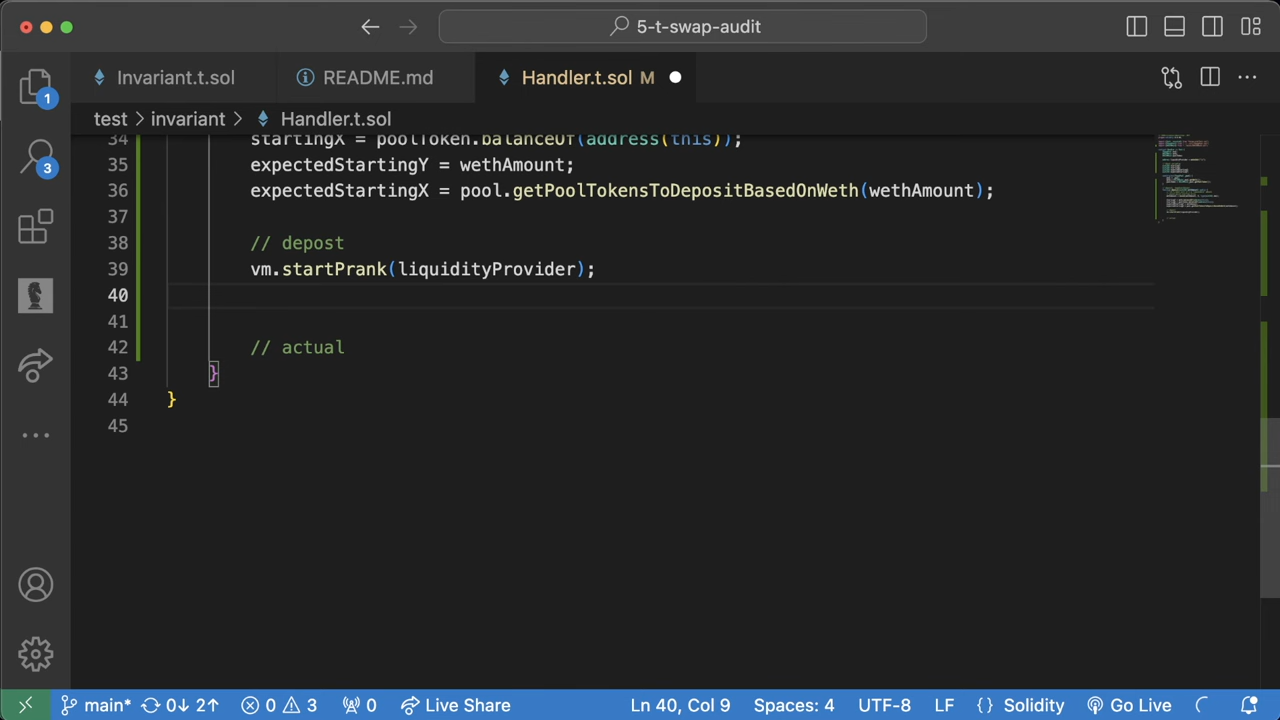 5-t-swap-audit
Invariant.t.sol
README.md
Handler.t.sol M
test > invariant > Handler.t.sol
1
3
34 startingX = poolToken.balanceOf(address(this));
35 expectedStartingY = wethAmount;
36 expectedStartingX = pool.getPoolTokensToDepositBasedOnWeth(wethAmount);
37
38 // depost
39 vm.startPrank(liquidityProvider);
40
41
42 // actual
43 }
44 }
45
main* 0↓ 2↑ 0 3 0 Live Share Ln 40, Col 9 Spaces: 4 UTF-8 LF {} Solidity Go Live